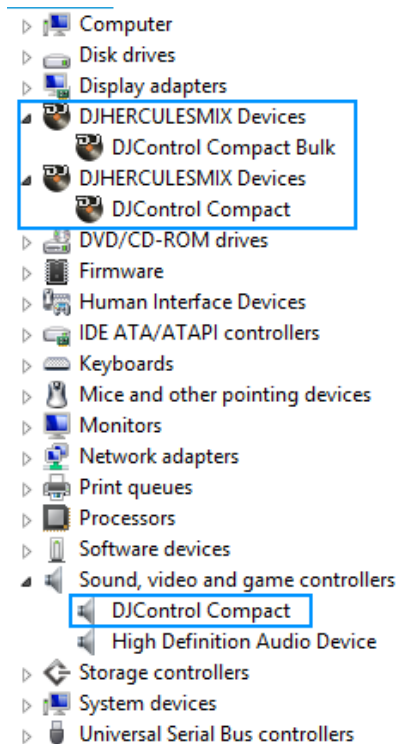 Computer
Disk drives
Display adapters
DJHERCULESMIX Devices
DJControl Compact Bulk
DJHERCULESMIX Devices
DJControl Compact
DVD/CD-ROM drives
Firmware
Human Interface Devices
IDE ATA/ATAPI controllers
Keyboards
Mice and other pointing devices
Monitors
Network adapters
Print queues
Processors
Software devices
Sound, video and game controllers
DJControl Compact
High Definition Audio Device
Storage controllers
System devices
Universal Serial Bus controllers